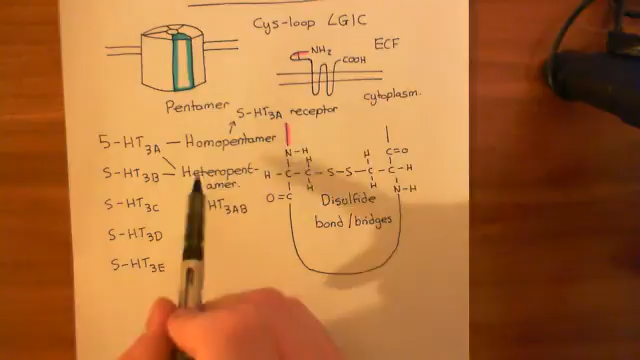 Cys-loop LGIC
NH2
COOH
ECF
cytoplasm.
Pentamer
5-HT3A receptor
5-HT3A — Homopentamer
5-HT3B — Heteropent-
amer.
5-HT3C
HT3AB
5-HT3D
5-HT3E
N-H
H
H-C-C-S-S-C-C-H
H
O=C
H
C=O
H
N-H
Disulfide
bond/bridges